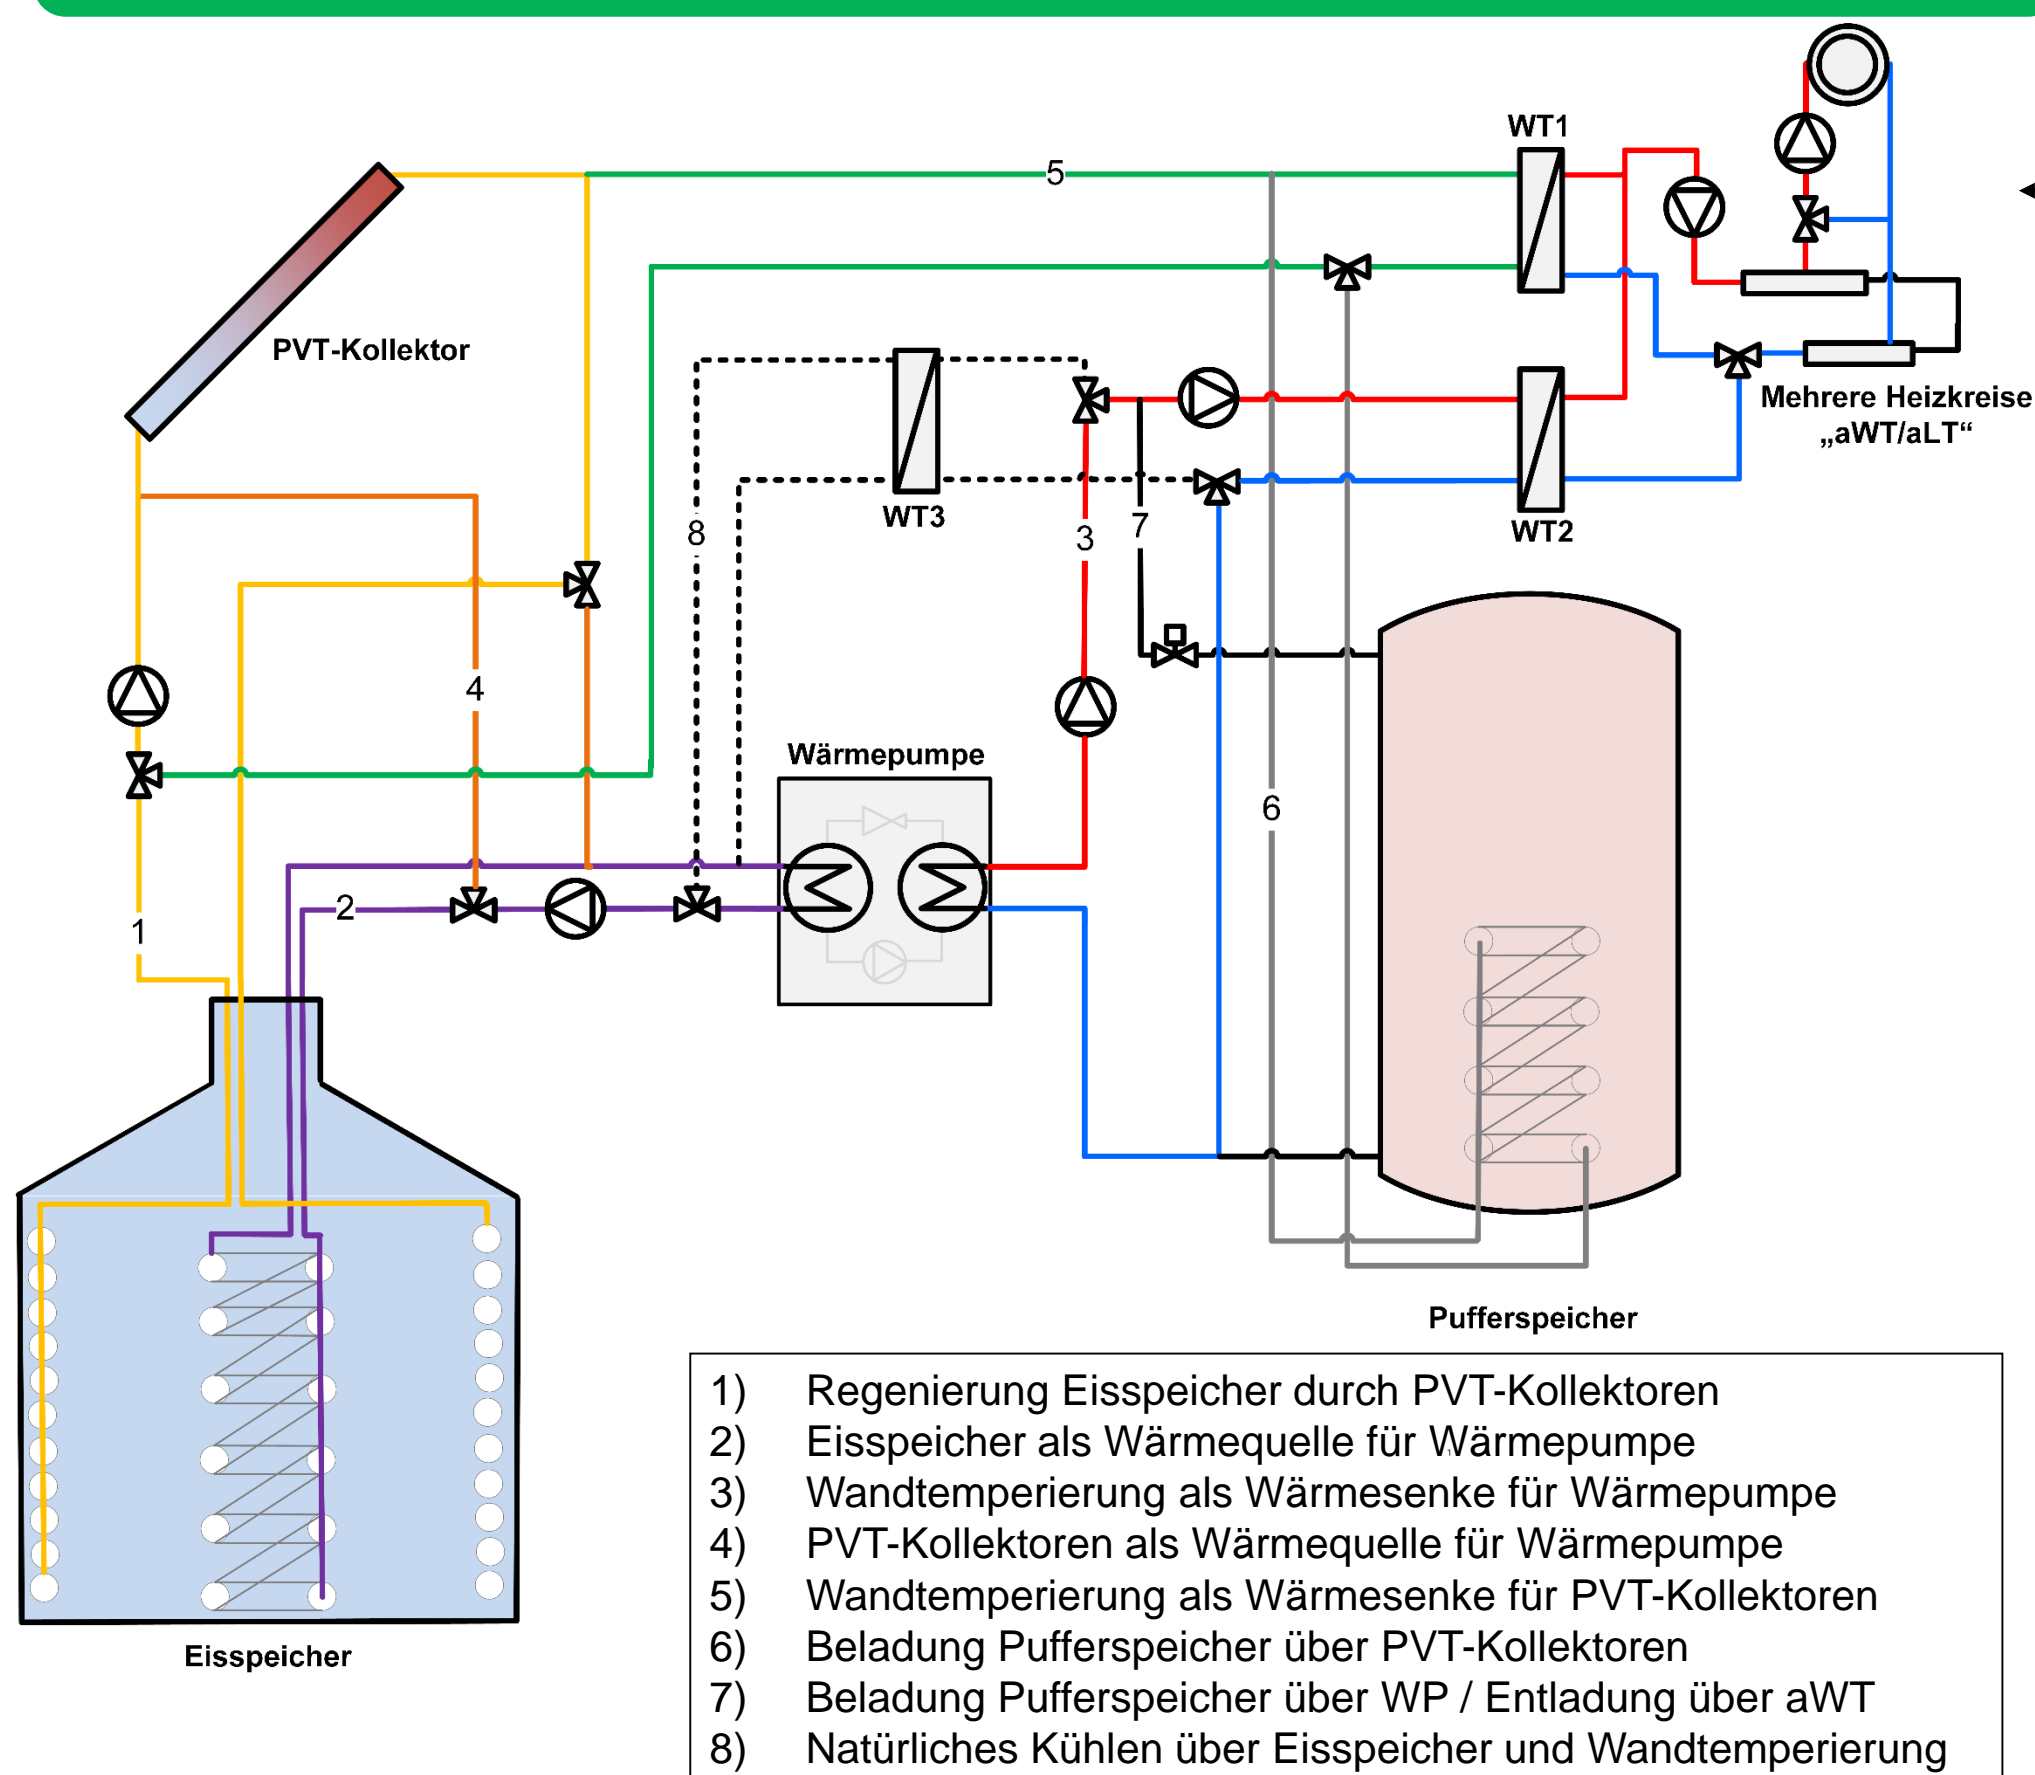 WT1
5
PVT-Kollektor
Mehrere Heizkreise
„aWT/aLT“
WT3
8
3
7
WT2
4
Wärmepumpe
6
2
1
Pufferspeicher
Eisspeicher
1) Regenierung Eisspeicher durch PVT-Kollektoren
2) Eisspeicher als Wärmequelle für Wärmepumpe
3) Wandtemperierung als Wärmesenke für Wärmepumpe
4) PVT-Kollektoren als Wärmequelle für Wärmepumpe
5) Wandtemperierung als Wärmesenke für PVT-Kollektoren
6) Beladung Pufferspeicher über PVT-Kollektoren
7) Beladung Pufferspeicher über WP / Entladung über aWT
8) Natürliches Kühlen über Eisspeicher und Wandtemperierung